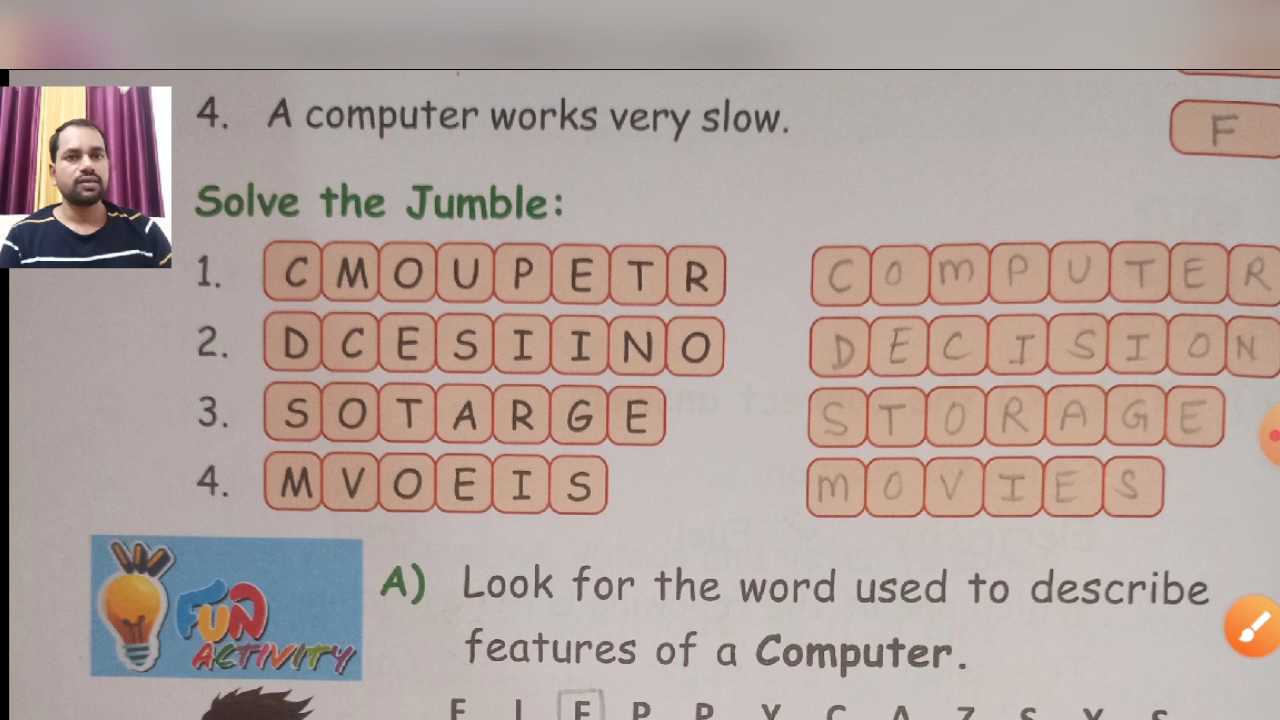 4. A computer works very slow. F
Solve the Jumble:
1. C M O U P E T R C O M P U T E R
2. D C E S I I N O D E C I S I O N
3. S O T A R G E S T O R A G E
4. M V O E I S M O V I E S
FUN ACTIVITY
A) Look for the word used to describe
features of a Computer.